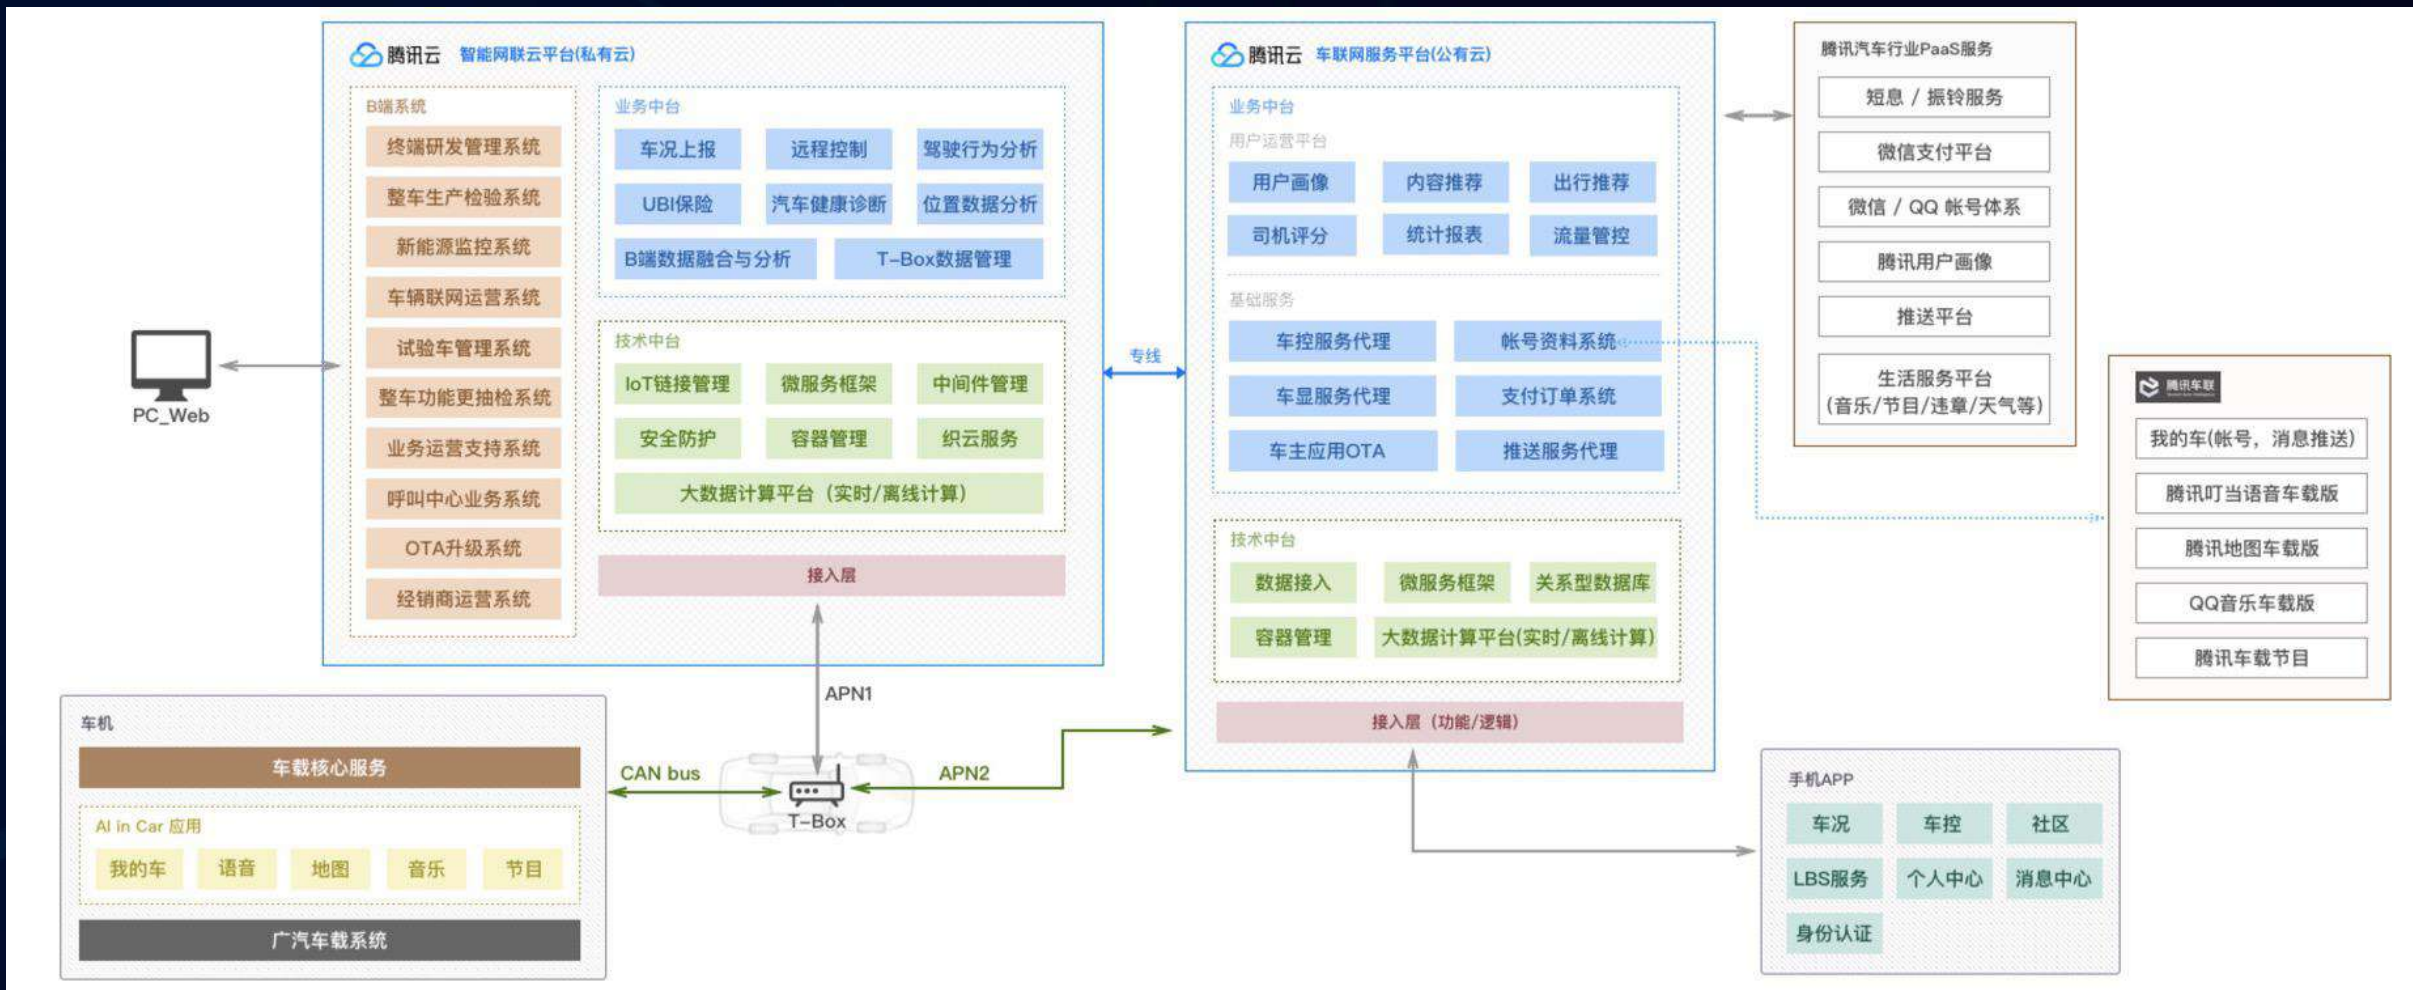 腾讯云 智能网联云平台(私有云)
B端系统
终端研发管理系统
整车生产检验系统
新能源监控系统
车辆联网运营系统
试验车管理系统
整车功能更抽检系统
业务运营支持系统
呼叫中心业务系统
OTA升级系统
经销商运营系统
业务中台
车况上报 远程控制 驾驶行为分析
UBI保险 汽车健康诊断 位置数据分析
B端数据融合与分析 T-Box数据管理
技术中台
IoT链接管理 微服务框架 中间件管理
安全防护 容器管理 织云服务
大数据计算平台（实时/离线计算）
接入层
PC_Web
专线
腾讯云 车联网服务平台(公有云)
业务中台
用户运营平台
用户画像 内容推荐 出行推荐
司机评分 统计报表 流量管控
基础服务
车控服务代理 帐号资料系统
车显服务代理 支付订单系统
车主应用OTA 推送服务代理
技术中台
数据接入 微服务框架 关系型数据库
容器管理 大数据计算平台(实时/离线计算)
接入层（功能/逻辑）
腾讯汽车行业PaaS服务
短息 / 振铃服务
微信支付平台
微信 / QQ 帐号体系
腾讯用户画像
推送平台
生活服务平台
(音乐/节目/违章/天气等)
腾讯车联
我的车(帐号，消息推送)
腾讯叮当语音车载版
腾讯地图车载版
QQ音乐车载版
腾讯车载节目
车机
车载核心服务
AI in Car 应用
我的车 语音 地图 音乐 节目
广汽车载系统
CAN bus
APN1
APN2
T-Box
手机APP
车况 车控 社区
LBS服务 个人中心 消息中心
身份认证